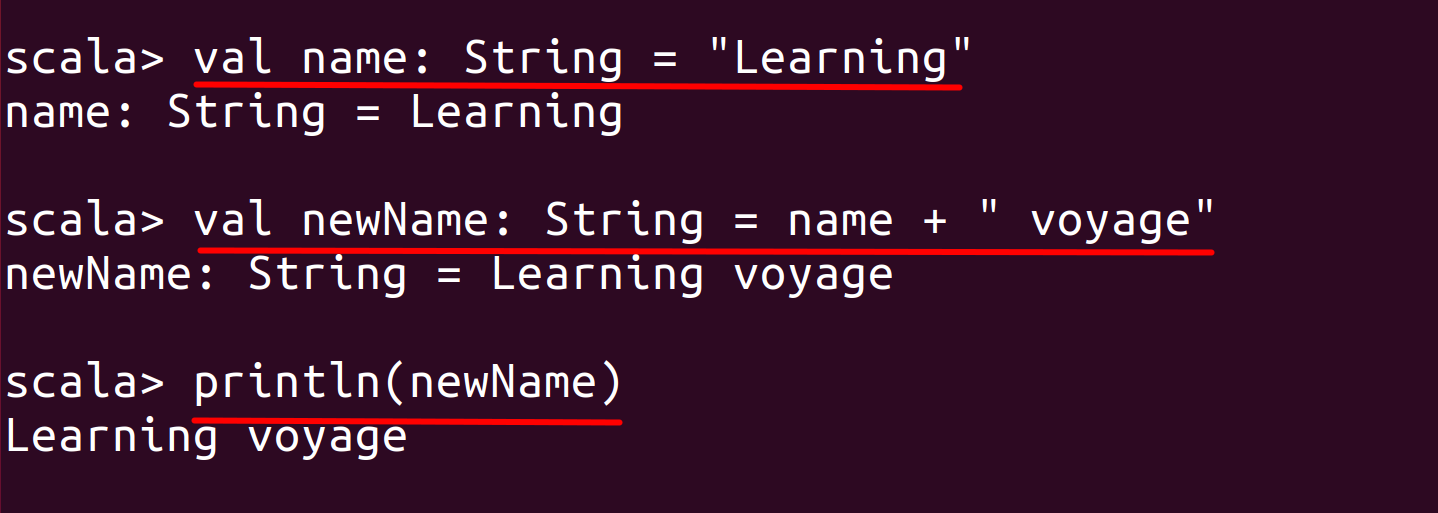 scala> val name: String = "Learning"
name: String = Learning
scala> val newName: String = name + " voyage"
newName: String = Learning voyage
scala> println(newName)
Learning voyage